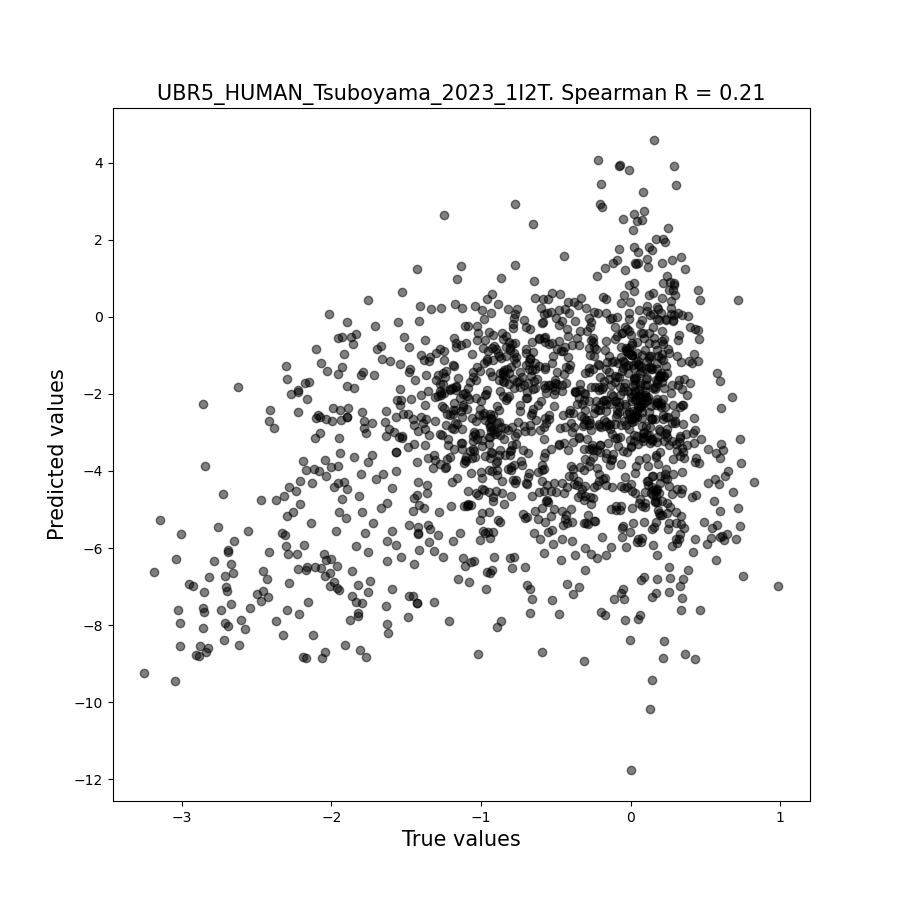 UBR5_HUMAN_Tsuboyama_2023_1I2T. Spearman R = 0.21
4
2
0
−2
−4
−6
−8
−10
−12
Predicted values
−3 −2 −1 0 1
True values